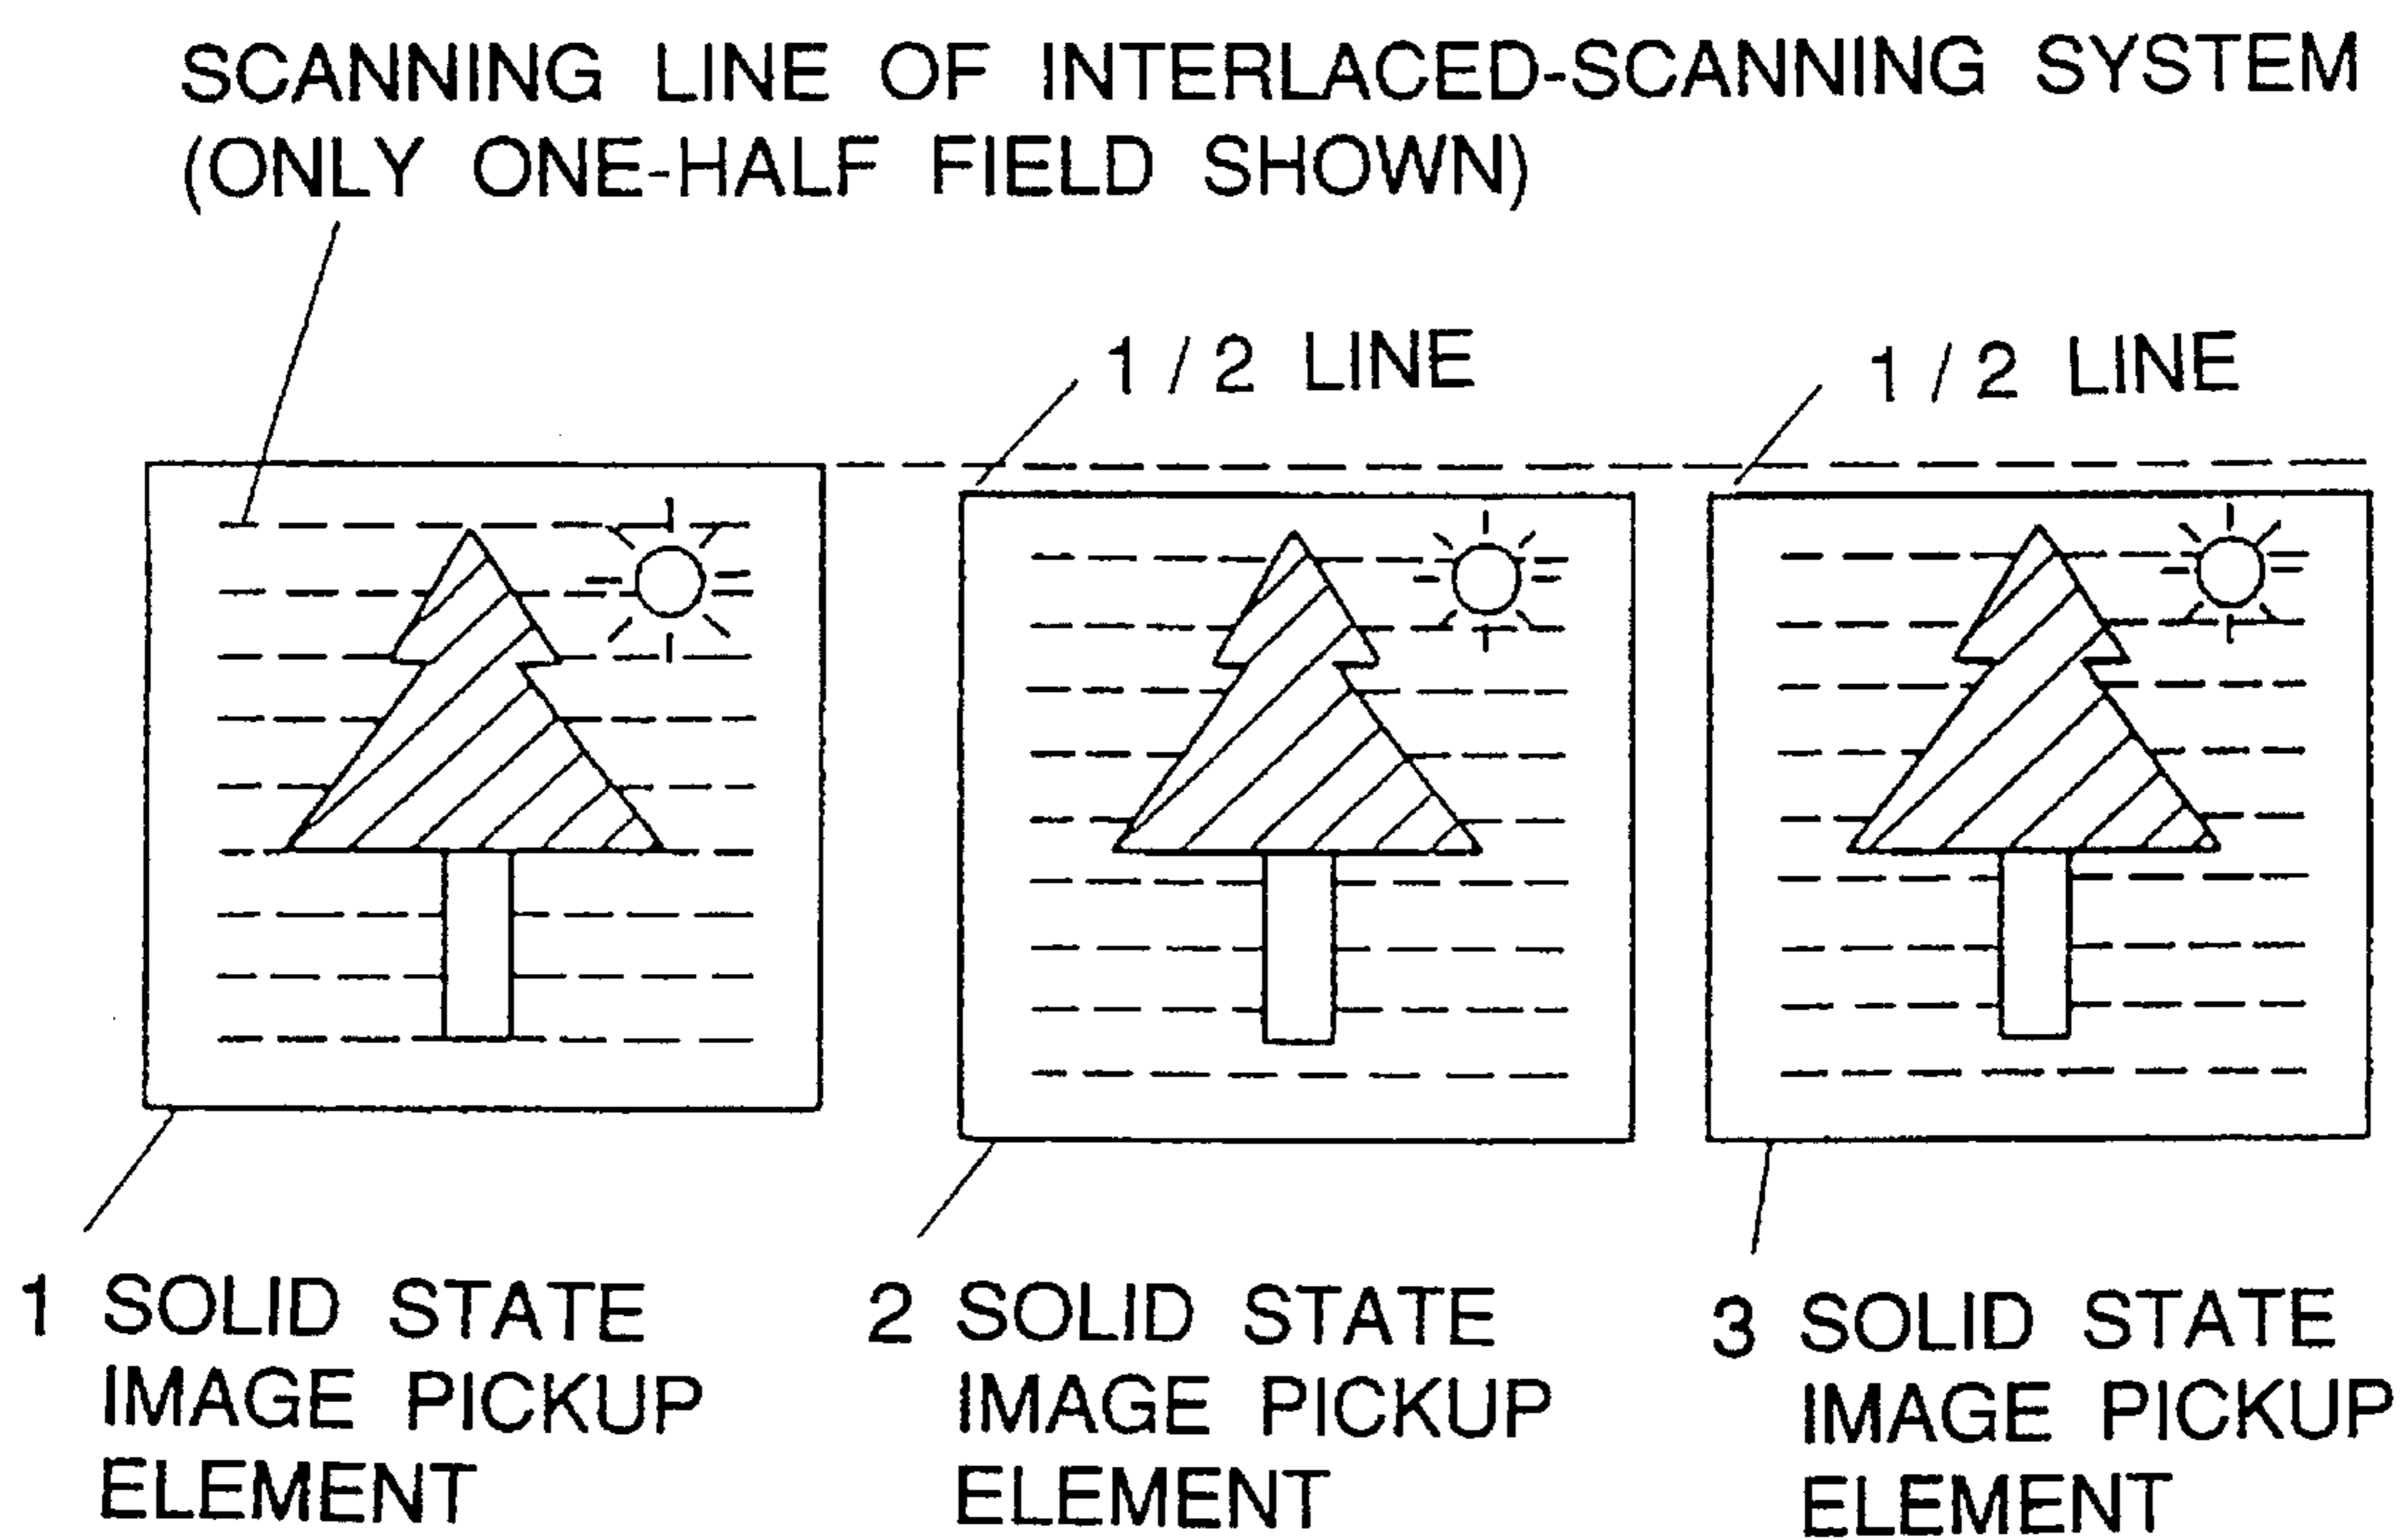 SCANNING LINE OF INTERLACED-SCANNING SYSTEM
(ONLY ONE-HALF FIELD SHOWN)
1/2 LINE
1/2 LINE
1 SOLID STATE
IMAGE PICKUP
ELEMENT
2 SOLID STATE
IMAGE PICKUP
ELEMENT
3 SOLID STATE
IMAGE PICKUP
ELEMENT